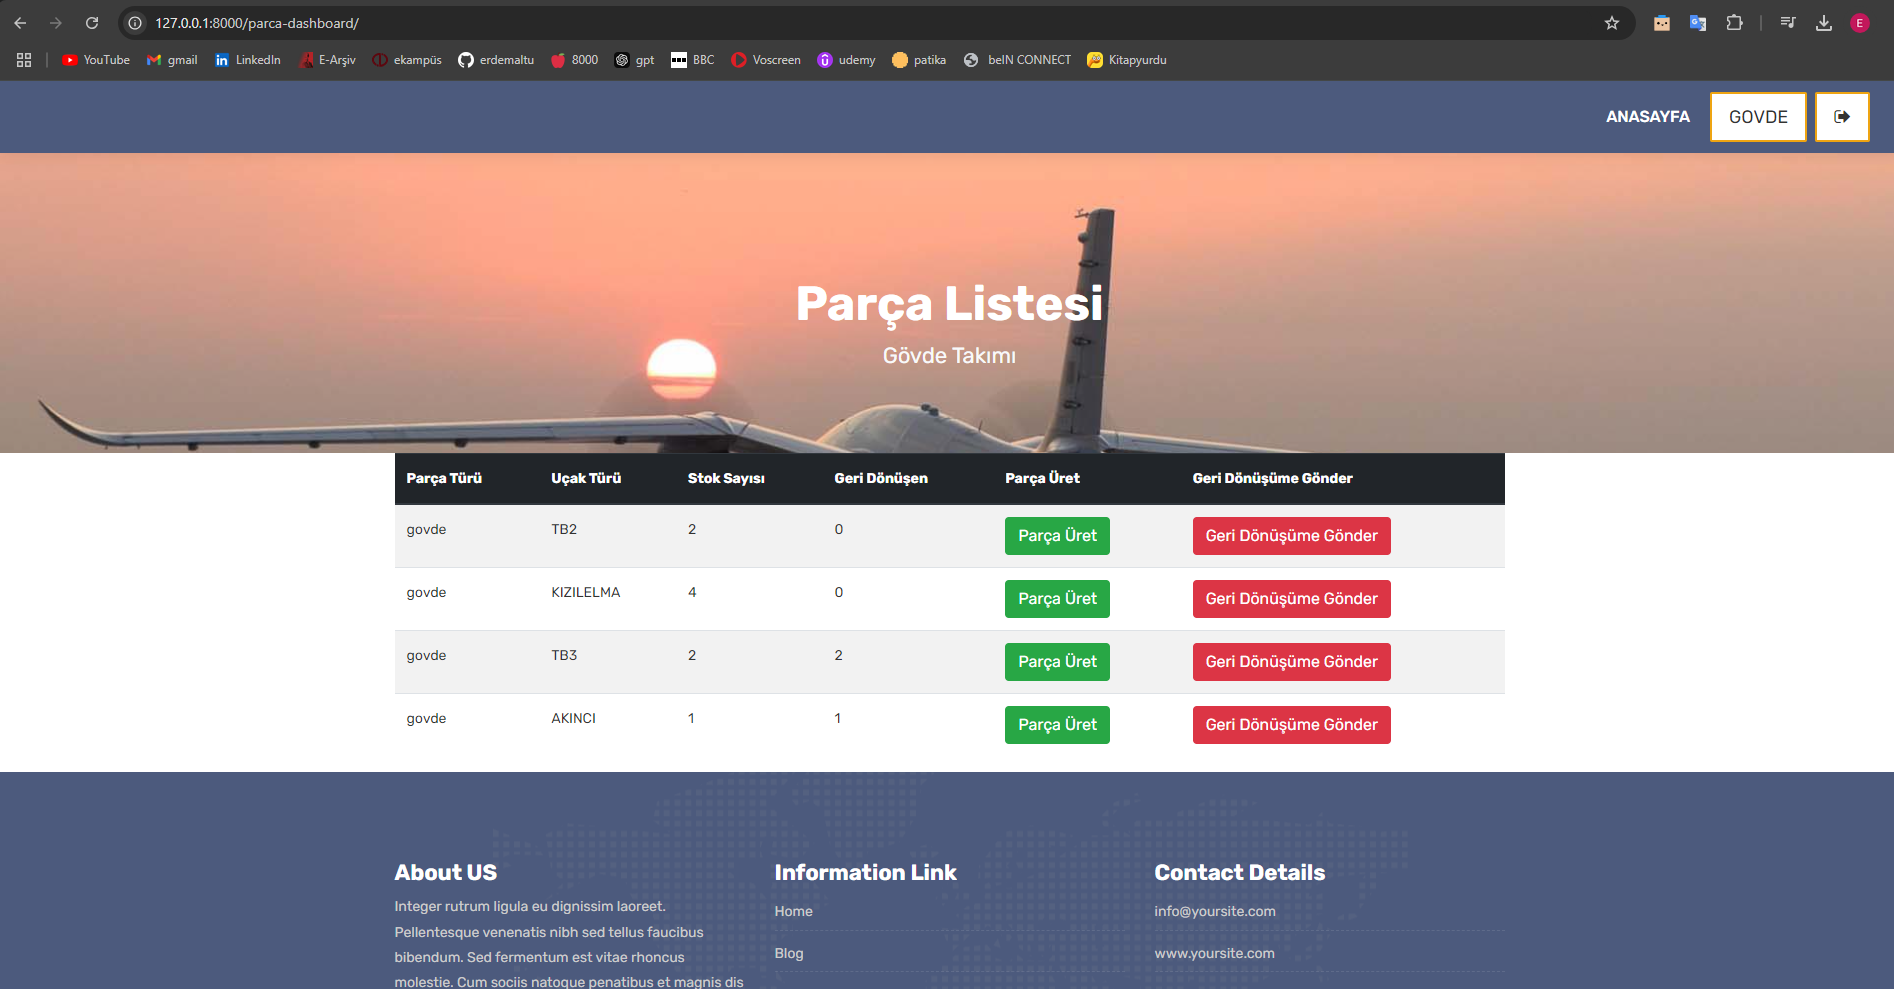 127.0.0.1:8000/parca-dashboard/
E
YouTube gmail LinkedIn E-Arşiv ekampüs erdemaltu 8000 gpt BBC Voscreen udemy patika beIN CONNECT Kitapyurdu
ANASAYFA GOVDE
Parça Listesi
Gövde Takımı
Parça Türü Uçak Türü Stok Sayısı Geri Dönüşen Parça Üret Geri Dönüşüme Gönder
govde TB2 2 0 Parça Üret Geri Dönüşüme Gönder
govde KIZILELMA 4 0 Parça Üret Geri Dönüşüme Gönder
govde TB3 2 2 Parça Üret Geri Dönüşüme Gönder
govde AKINCI 1 1 Parça Üret Geri Dönüşüme Gönder
About US
Integer rutrum ligula eu dignissim laoreet.
Pellentesque venenatis nibh sed tellus faucibus
bibendum. Sed fermentum est vitae rhoncus
molestie. Cum sociis natoque penatibus et magnis dis
Information Link
Home
Blog
Contact Details
info@yoursite.com
www.yoursite.com